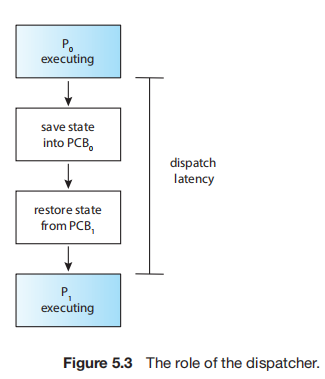 P₀
executing
save state
into PCB₀
dispatch
latency
restore state
from PCB₁
P₁
executing
Figure 5.3 The role of the dispatcher.